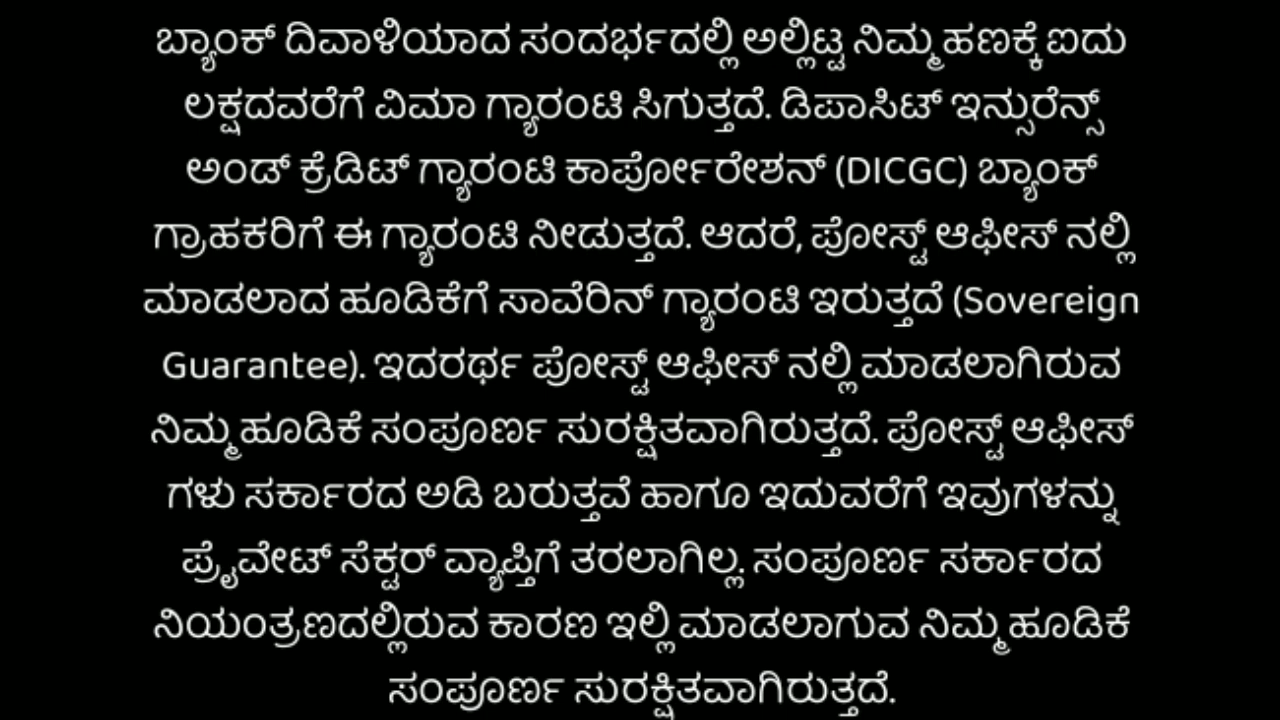 ಬ್ಯಾಂಕ್ ದಿವಾಳಿಯಾದ ಸಂದರ್ಭದಲ್ಲಿ ಅಲ್ಲಿಟ್ಟ ನಿಮ್ಮ ಹಣಕ್ಕೆ ಐದು
ಲಕ್ಷದವರೆಗೆ ವಿಮಾ ಗ್ಯಾರಂಟಿ ಸಿಗುತ್ತದೆ. ಡಿಪಾಸಿಟ್ ಇನ್ಸುರೆನ್ಸ್
ಅಂಡ್ ಕ್ರೆಡಿಟ್ ಗ್ಯಾರಂಟಿ ಕಾರ್ಪೋರೇಶನ್ (DICGC) ಬ್ಯಾಂಕ್
ಗ್ರಾಹಕರಿಗೆ ಈ ಗ್ಯಾರಂಟಿ ನೀಡುತ್ತದೆ. ಆದರೆ, ಪೋಸ್ಟ್ ಆಫೀಸ್ ನಲ್ಲಿ
ಮಾಡಲಾದ ಹೂಡಿಕೆಗೆ ಸಾವೆರಿನ್ ಗ್ಯಾರಂಟಿ ಇರುತ್ತದೆ (Sovereign
Guarantee). ಇದರರ್ಥ ಪೋಸ್ಟ್ ಆಫೀಸ್ ನಲ್ಲಿ ಮಾಡಲಾಗಿರುವ
ನಿಮ್ಮ ಹೂಡಿಕೆ ಸಂಪೂರ್ಣ ಸುರಕ್ಷಿತವಾಗಿರುತ್ತದೆ. ಪೋಸ್ಟ್ ಆಫೀಸ್
ಗಳು ಸರ್ಕಾರದ ಅಡಿ ಬರುತ್ತವೆ ಹಾಗೂ ಇದುವರೆಗೆ ಇವುಗಳನ್ನು
ಪ್ರೈವೇಟ್ ಸೆಕ್ಟರ್ ವ್ಯಾಪ್ತಿಗೆ ತರಲಾಗಿಲ್ಲ. ಸಂಪೂರ್ಣ ಸರ್ಕಾರದ
ನಿಯಂತ್ರಣದಲ್ಲಿರುವ ಕಾರಣ ಇಲ್ಲಿ ಮಾಡಲಾಗುವ ನಿಮ್ಮ ಹೂಡಿಕೆ
ಸಂಪೂರ್ಣ ಸುರಕ್ಷಿತವಾಗಿರುತ್ತದೆ.